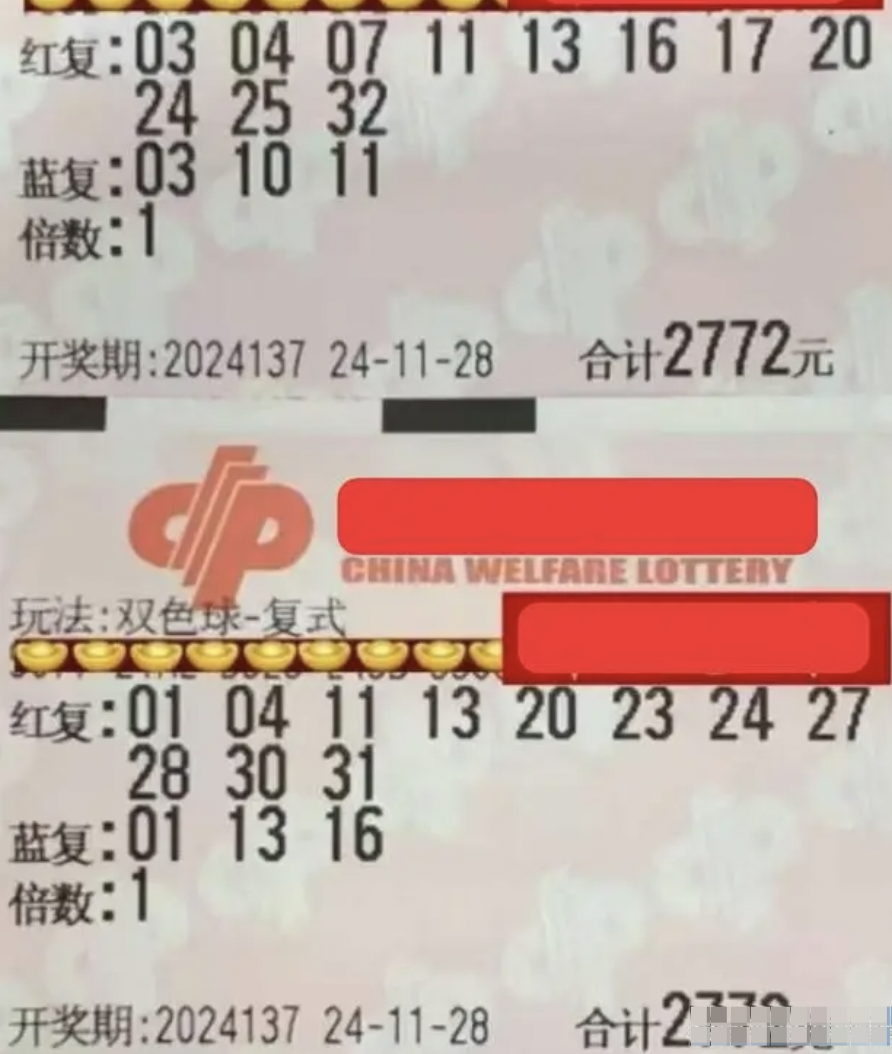 红复:03 04 07 11 13 16 17 20
24 25 32
蓝复:03 10 11
倍数:1
开奖期:2024137 24-11-28 合计2772元
CHINA WELFARE LOTTERY
玩法:双色球-复式
红复:01 04 11 13 20 23 24 27
28 30 31
蓝复:01 13 16
倍数:1
开奖期:2024137 24-11-28 合计